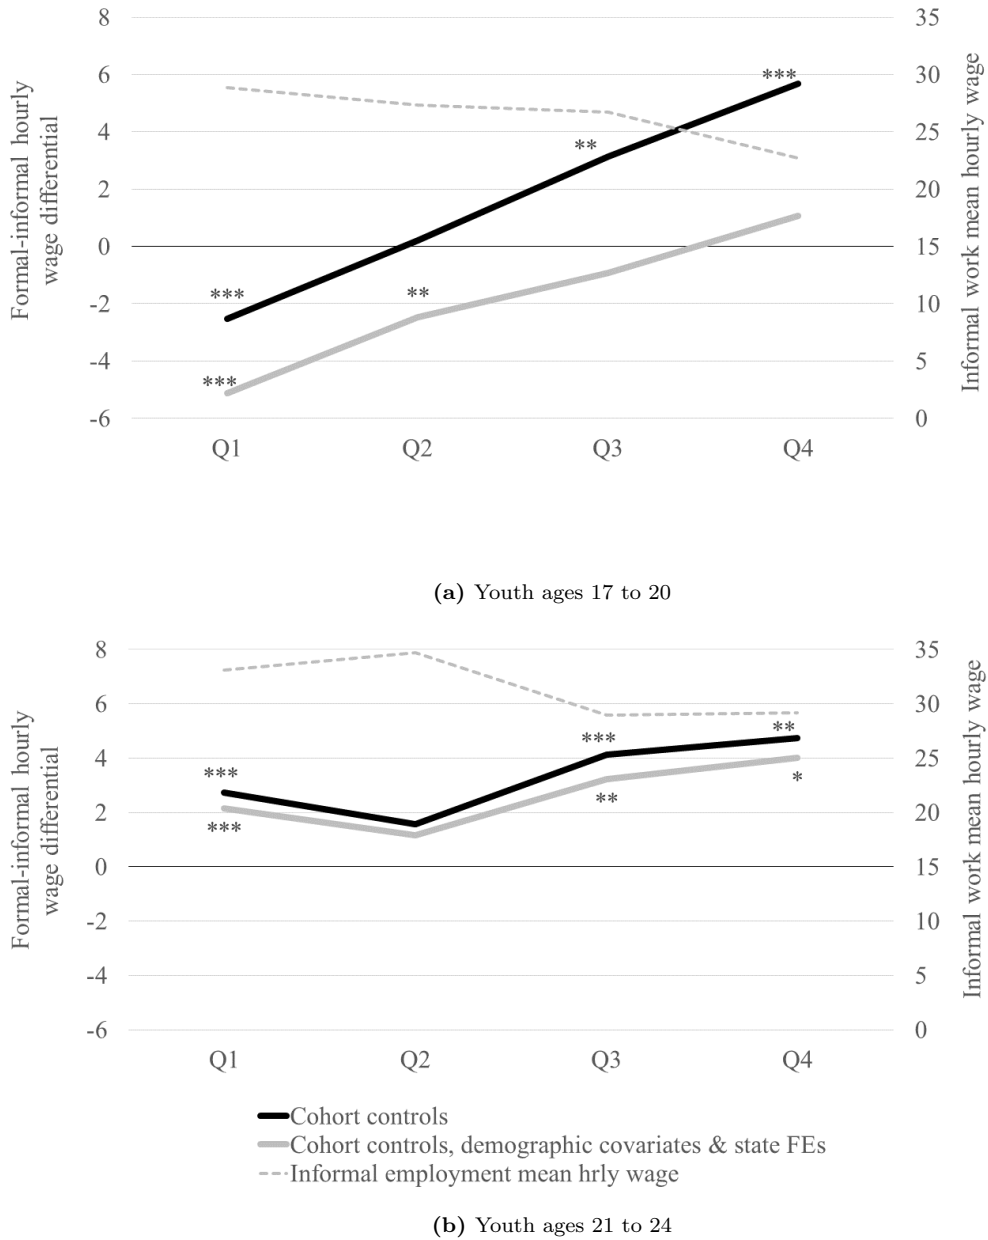 8
6
4
2
0
-2
-4
-6
35
30
25
20
15
10
5
0
Formal-informal hourly
wage differential
Informal work mean hourly wage
***
**
***
***
**
***
Q1
Q2
Q3
Q4
(a) Youth ages 17 to 20
8
6
4
2
0
-2
-4
-6
35
30
25
20
15
10
5
0
Formal-informal hourly
wage differential
Informal work mean hourly wage
***
***
**
***
**
*
Q1
Q2
Q3
Q4
Cohort controls
Cohort controls, demographic covariates & state FEs
Informal employment mean hrly wage
(b) Youth ages 21 to 24